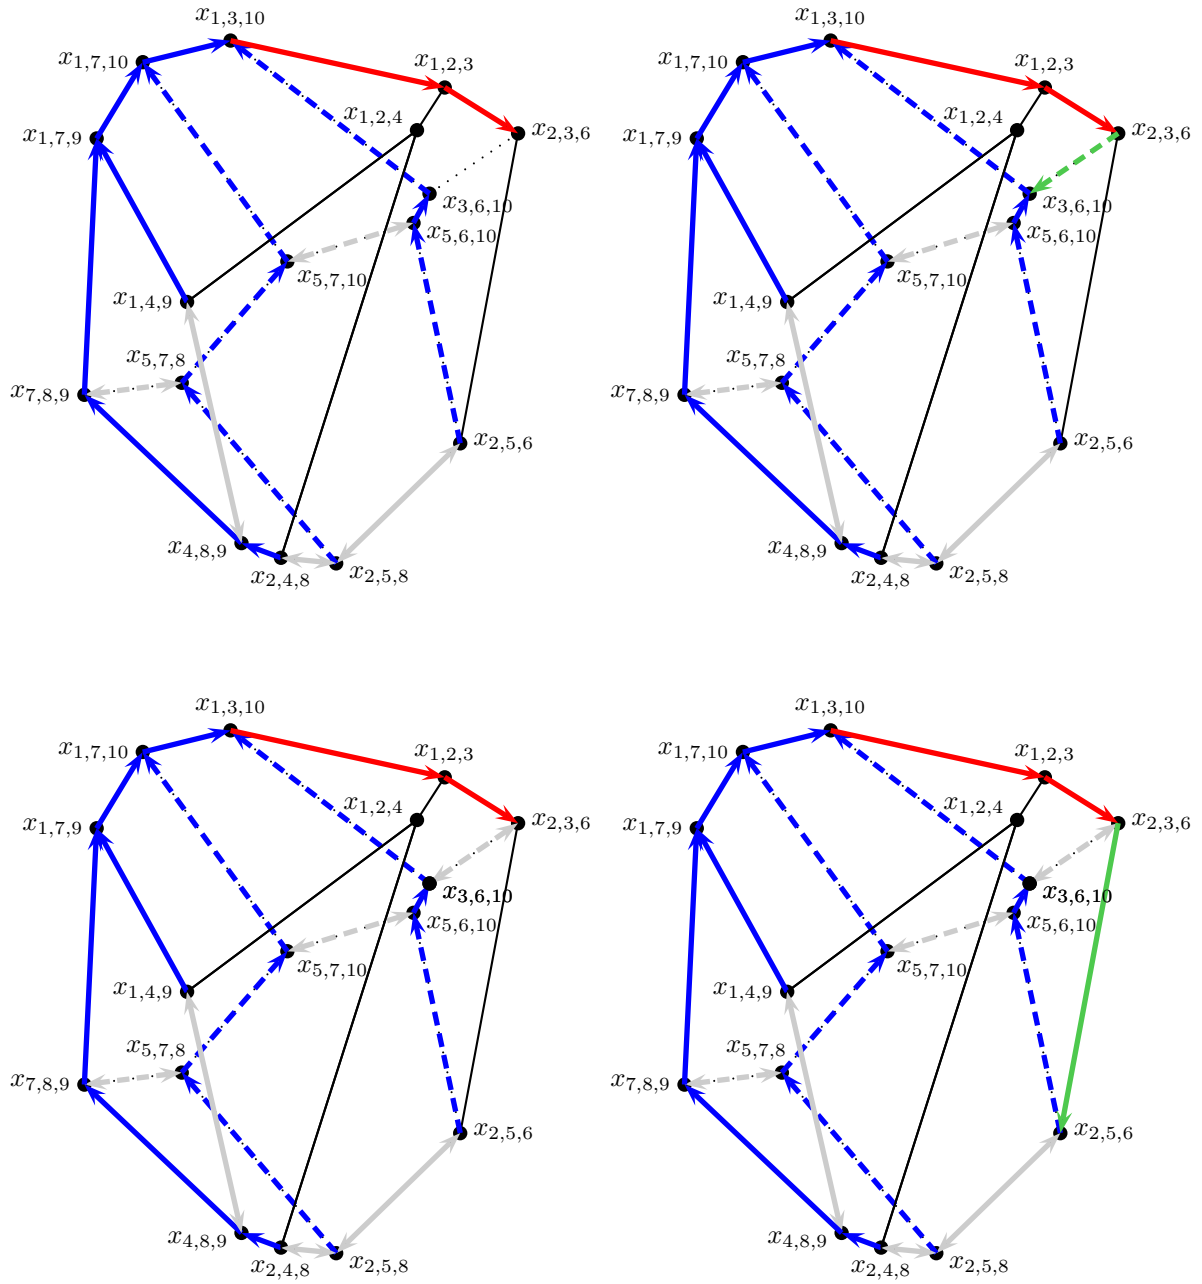 x1,3,10
x1,7,10
x1,2,3
x1,2,4
x2,3,6
x1,7,9
x3,6,10
x5,6,10
x5,7,10
x1,4,9
x5,7,8
x7,8,9
x2,5,6
x4,8,9
x2,4,8
x2,5,8
x1,3,10
x1,7,10
x1,2,3
x1,2,4
x2,3,6
x1,7,9
x3,6,10
x5,6,10
x5,7,10
x1,4,9
x5,7,8
x7,8,9
x2,5,6
x4,8,9
x2,4,8
x2,5,8
x1,3,10
x1,7,10
x1,2,3
x1,2,4
x2,3,6
x1,7,9
x3,6,10
x5,6,10
x5,7,10
x1,4,9
x5,7,8
x7,8,9
x2,5,6
x4,8,9
x2,4,8
x2,5,8
x1,3,10
x1,7,10
x1,2,3
x1,2,4
x2,3,6
x1,7,9
x3,6,10
x5,6,10
x5,7,10
x1,4,9
x5,7,8
x7,8,9
x2,5,6
x4,8,9
x2,4,8
x2,5,8